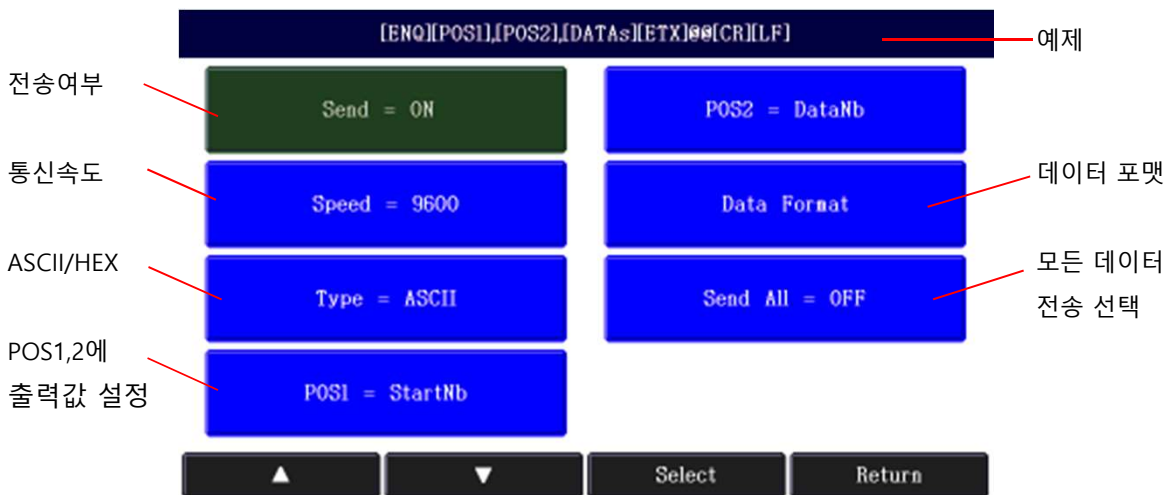 [ENQ][POS1],[POS2],[DATAs][ETX]@@[CR][LF]
예제
전송여부
Send = ON
POS2 = DataNb
통신속도
Speed = 9600
Data Format
데이터 포맷
ASCII/HEX
Type = ASCII
Send All = OFF
모든 데이터
전송 선택
POS1,2에
출력값 설정
POS1 = StartNb
▲ ▼ Select Return